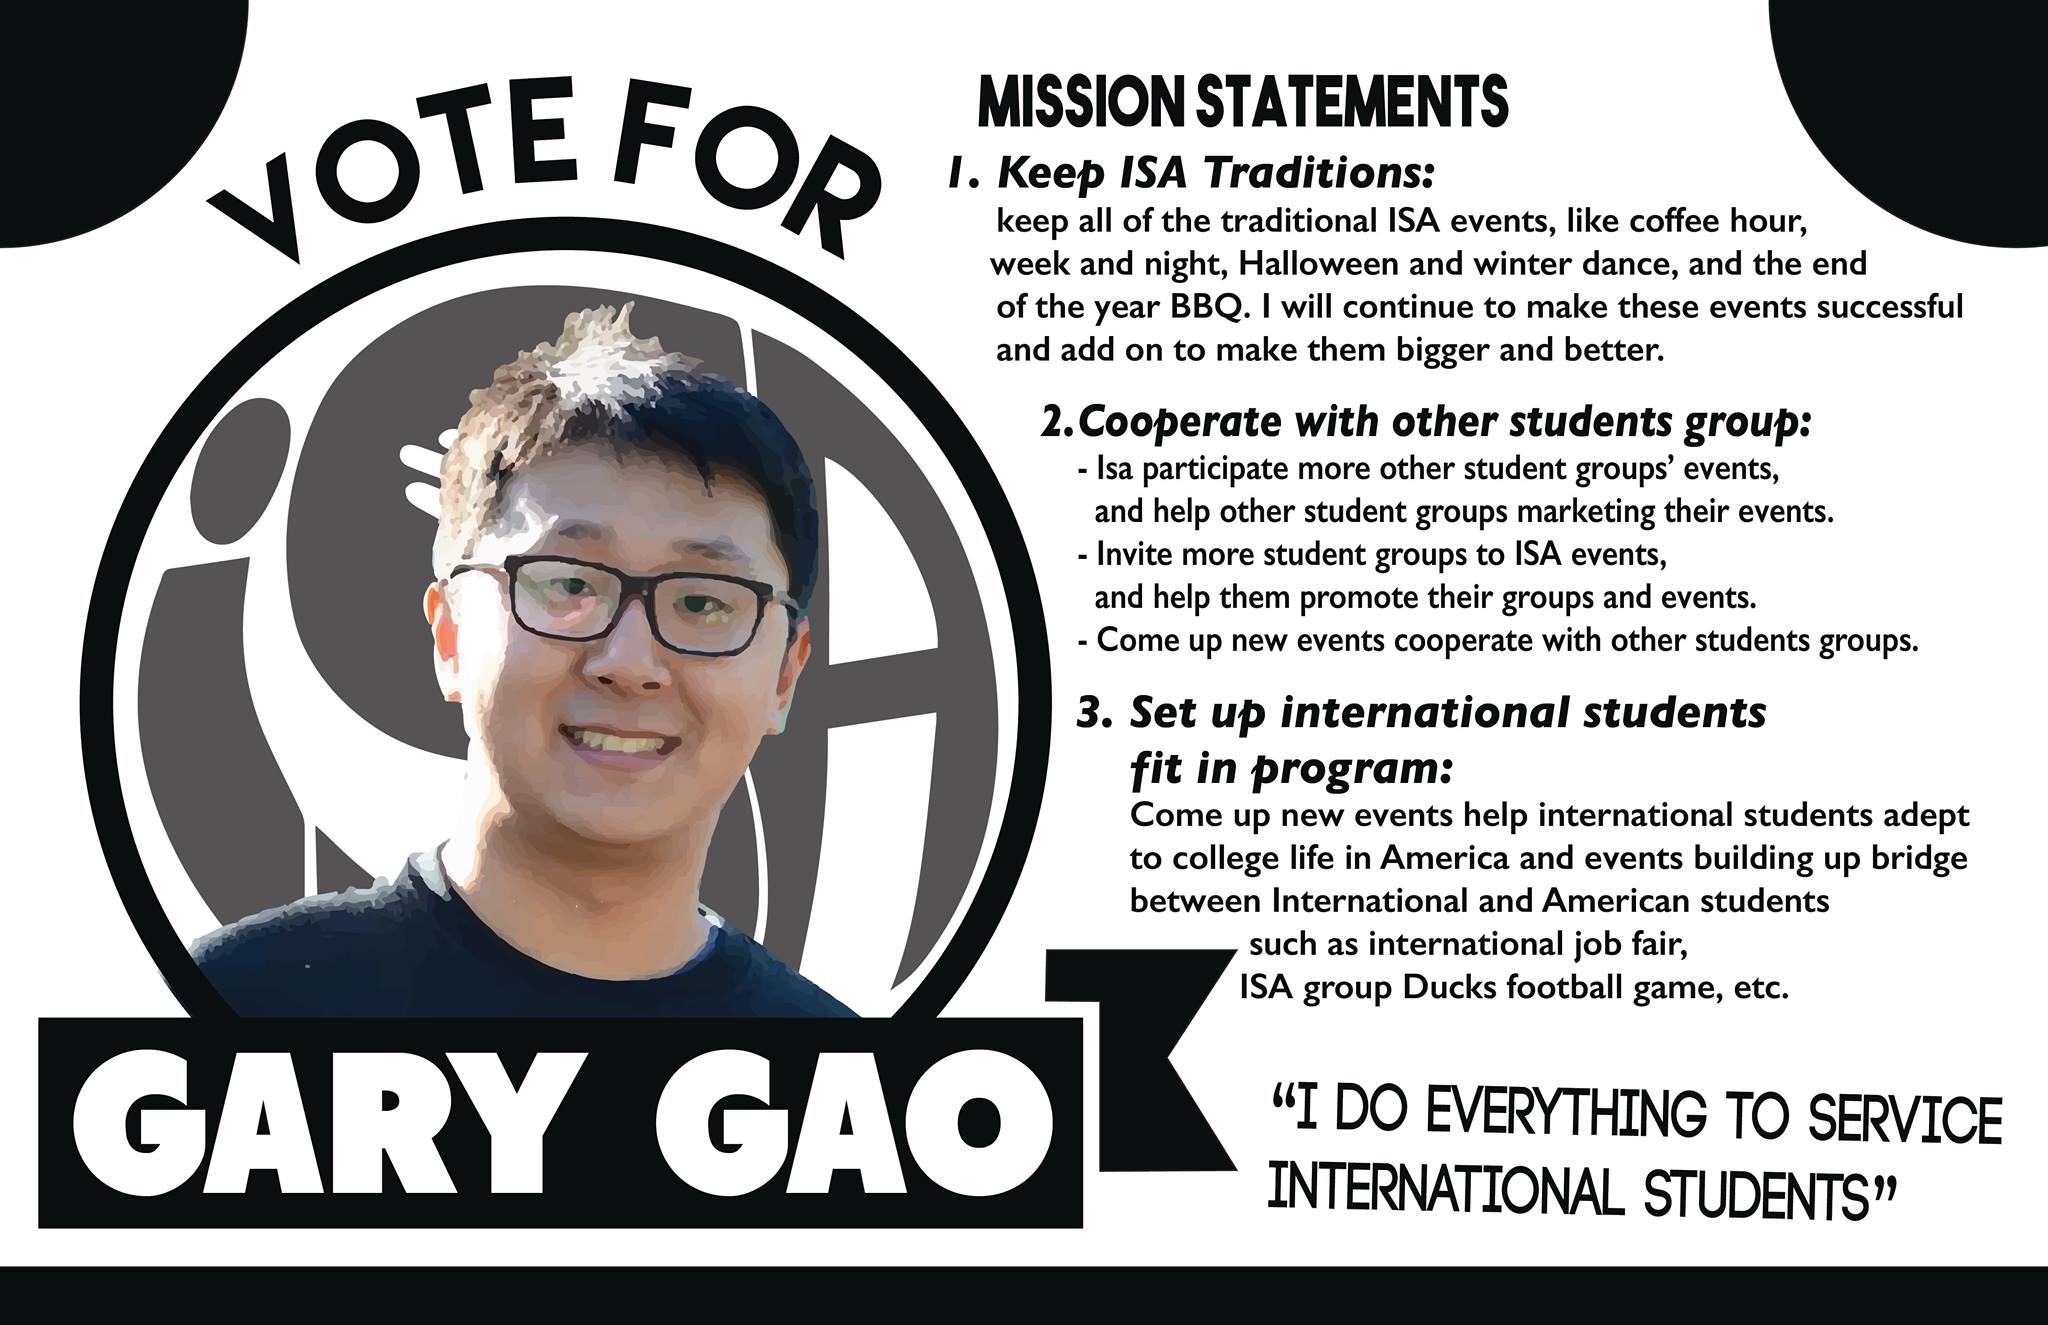 VOTE FOR
iSA
GARY GAO
MISSION STATEMENTS
1. Keep ISA Traditions:
keep all of the traditional ISA events, like coffee hour,
week and night, Halloween and winter dance, and the end
of the year BBQ. I will continue to make these events successful
and add on to make them bigger and better.
2.Cooperate with other students group:
- Isa participate more other student groups’ events,
and help other student groups marketing their events.
- Invite more student groups to ISA events,
and help them promote their groups and events.
- Come up new events cooperate with other students groups.
3. Set up international students
fit in program:
Come up new events help international students adept
to college life in America and events building up bridge
between International and American students
such as international job fair,
ISA group Ducks football game, etc.
“I DO EVERYTHING TO SERVICE
INTERNATIONAL STUDENTS”